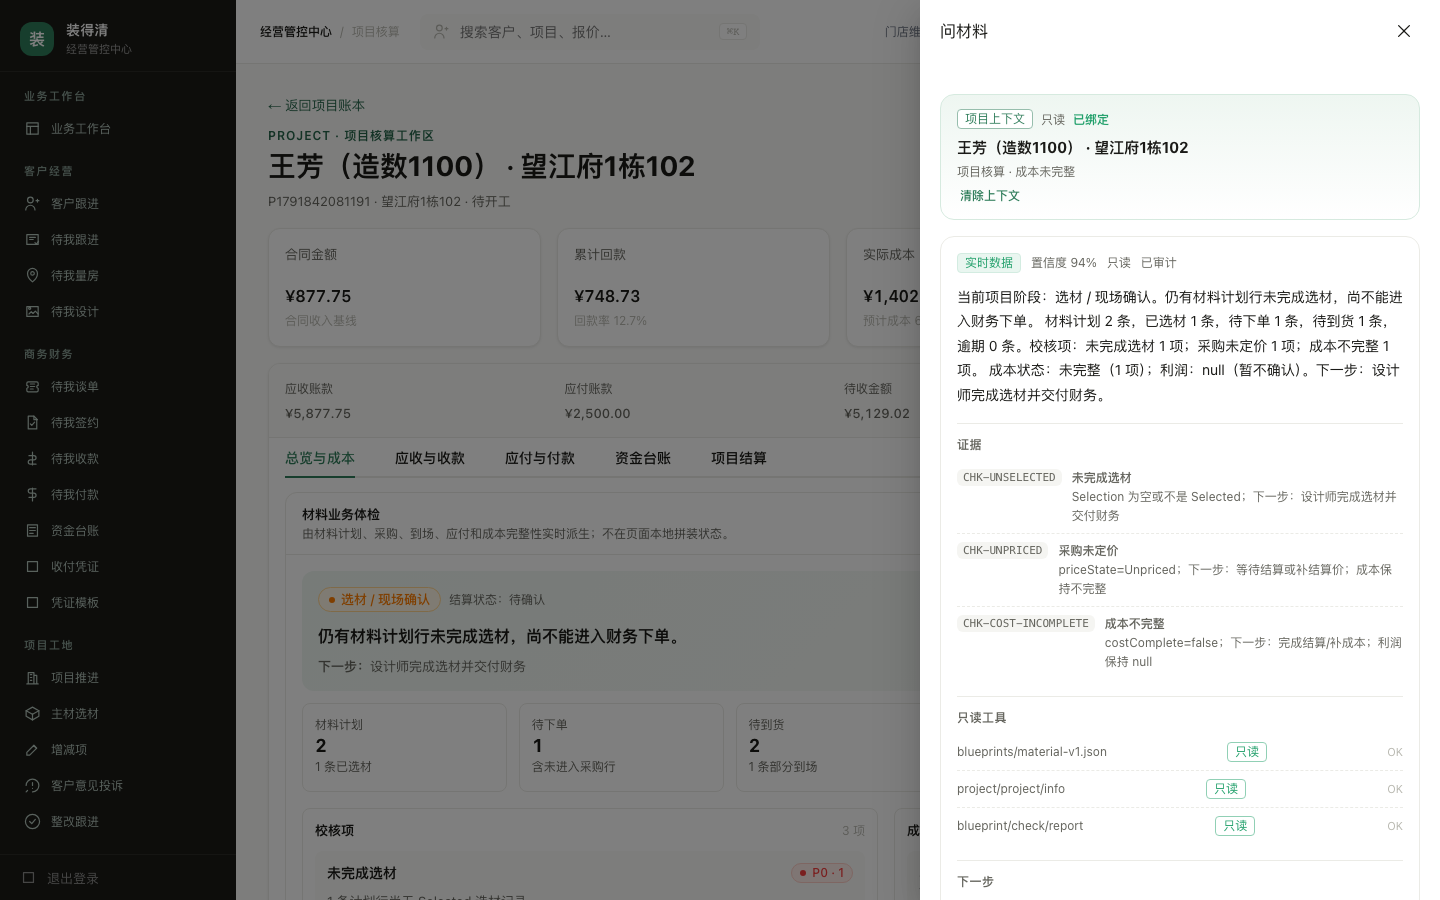 装
装得清
经营管控中心
业务工作台
业务工作台
客户经营
客户跟进
待我跟进
待我量房
待我设计
商务财务
待我谈单
待我签约
待我收款
待我付款
资金台账
收付凭证
凭证模板
项目工地
项目推进
主材选材
增减项
客户意见投诉
整改跟进
退出登录
经营管控中心 / 项目核算
搜索客户、项目、报价...
⌘K
门店维
← 返回项目账本
PROJECT · 项目核算工作区
王芳（造数1100） · 望江府1栋102
P1791842081191 · 望江府1栋102 · 待开工
合同金额
¥877.75
合同收入基线
累计回款
¥748.73
回款率 12.7%
实际成本
¥1,402
预计成本 6
应收账款
¥5,877.75
应付账款
¥2,500.00
待收金额
¥5,129.02
总览与成本
应收与收款
应付与付款
资金台账
项目结算
材料业务体检
由材料计划、采购、到场、应付和成本完整性实时派生；不在页面本地拼装状态。
选材 / 现场确认
结算状态：待确认
仍有材料计划行未完成选材，尚不能进入财务下单。
下一步：设计师完成选材并交付财务
材料计划
2
1 条已选材
待下单
1
含未进入采购行
待到货
2
1 条部分到场
校核项
3 项
成
未完成选材
P0 · 1
1 条计划行尚无 Selected 选材记录
问材料
项目上下文 只读 已绑定
王芳（造数1100） · 望江府1栋102
项目核算 · 成本未完整
清除上下文
实时数据 置信度 94% 只读 已审计
当前项目阶段：选材 / 现场确认。仍有材料计划行未完成选材，尚不能进
入财务下单。 材料计划 2 条，已选材 1 条，待下单 1 条，待到货 1 条，
逾期 0 条。校核项：未完成选材 1 项；采购未定价 1 项；成本不完整 1
项。 成本状态：未完整（1 项）；利润：null（暂不确认）。下一步：设计
师完成选材并交付财务。
证据
CHK-UNSELECTED
未完成选材
Selection 为空或不是 Selected；下一步：设计师完成选材并
交付财务
CHK-UNPRICED
采购未定价
priceState=Unpriced；下一步：等待结算或补结算价；成本保
持不完整
CHK-COST-INCOMPLETE
成本不完整
costComplete=false；下一步：完成结算/补成本；利润
保持 null
只读工具
blueprints/material-v1.json 只读 OK
project/project/info 只读 OK
blueprint/check/report 只读 OK
下一步